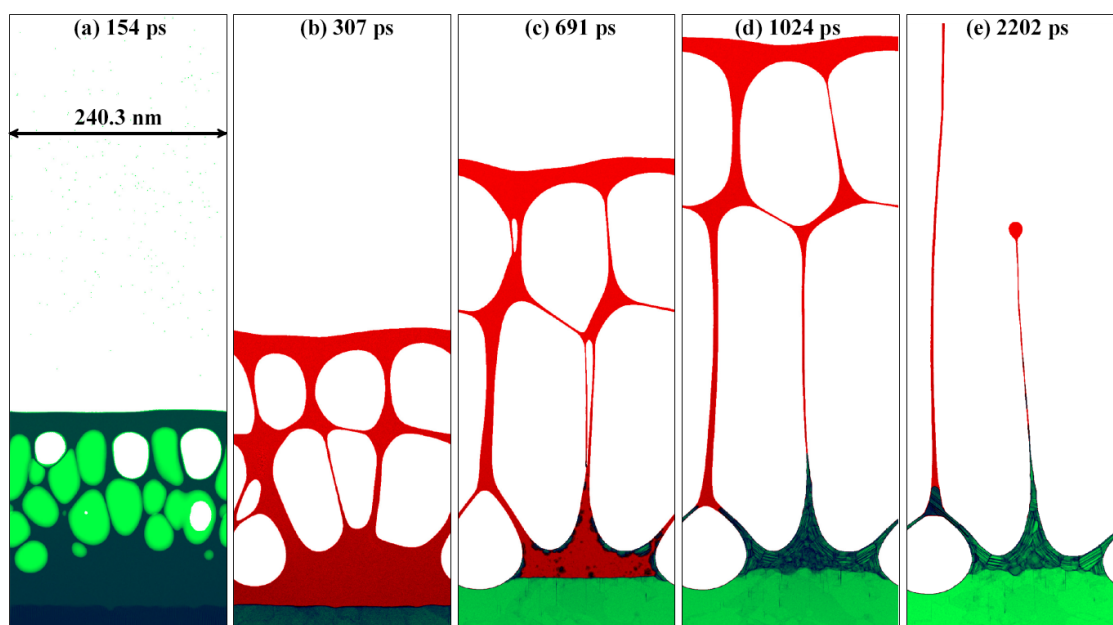 (a) 154 ps
(b) 307 ps
(c) 691 ps
(d) 1024 ps
(e) 2202 ps
240.3 nm